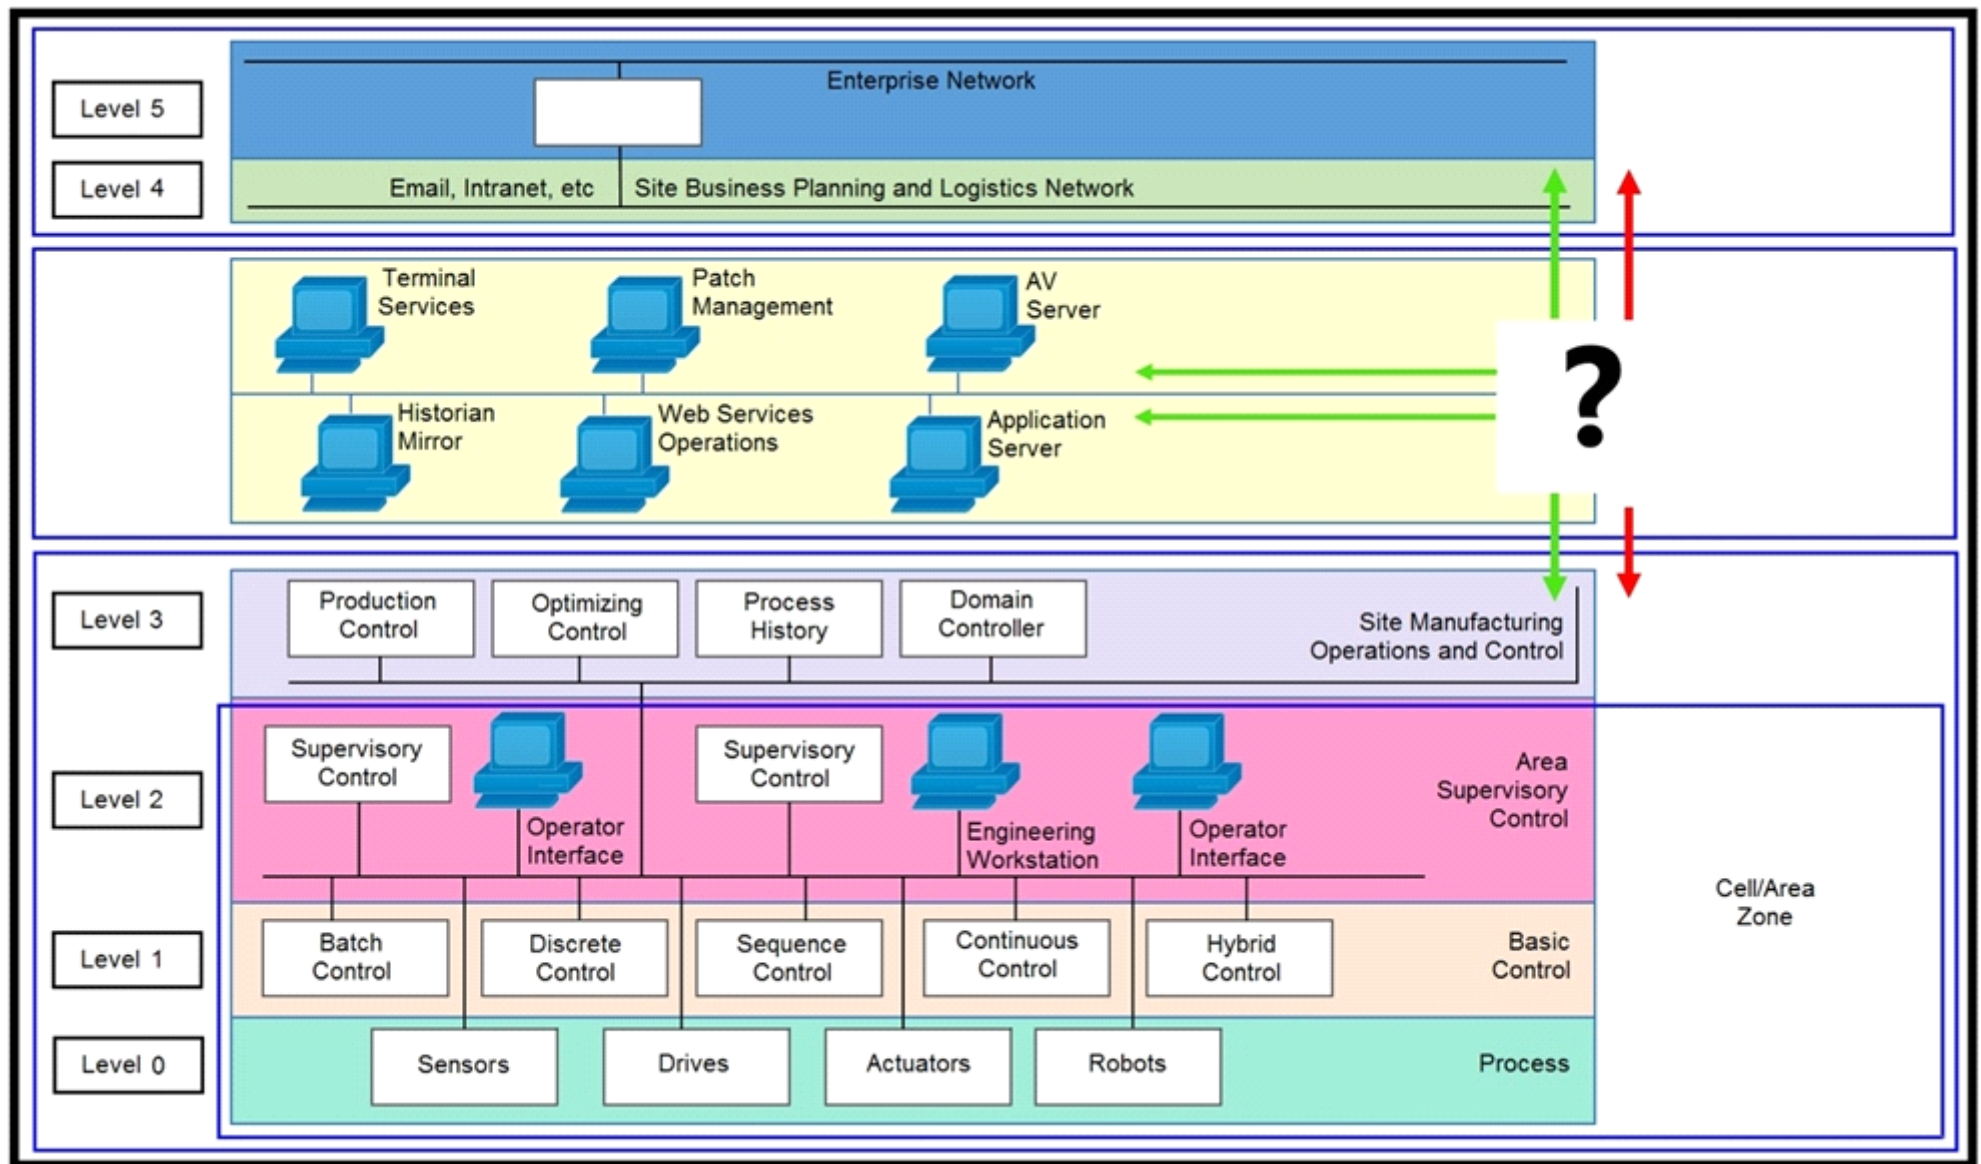 Enterprise Network
Level 5
Level 4
Email, Intranet, etc
Site Business Planning and Logistics Network
Terminal
Services
Patch
Management
AV
Server
Historian
Mirror
Web Services
Operations
Application
Server
?
Level 3
Production
Control
Optimizing
Control
Process
History
Domain
Controller
Site Manufacturing
Operations and Control
Level 2
Supervisory
Control
Operator
Interface
Supervisory
Control
Engineering
Workstation
Operator
Interface
Area
Supervisory
Control
Cell/Area
Zone
Level 1
Batch
Control
Discrete
Control
Sequence
Control
Continuous
Control
Hybrid
Control
Basic
Control
Level 0
Sensors
Drives
Actuators
Robots
Process